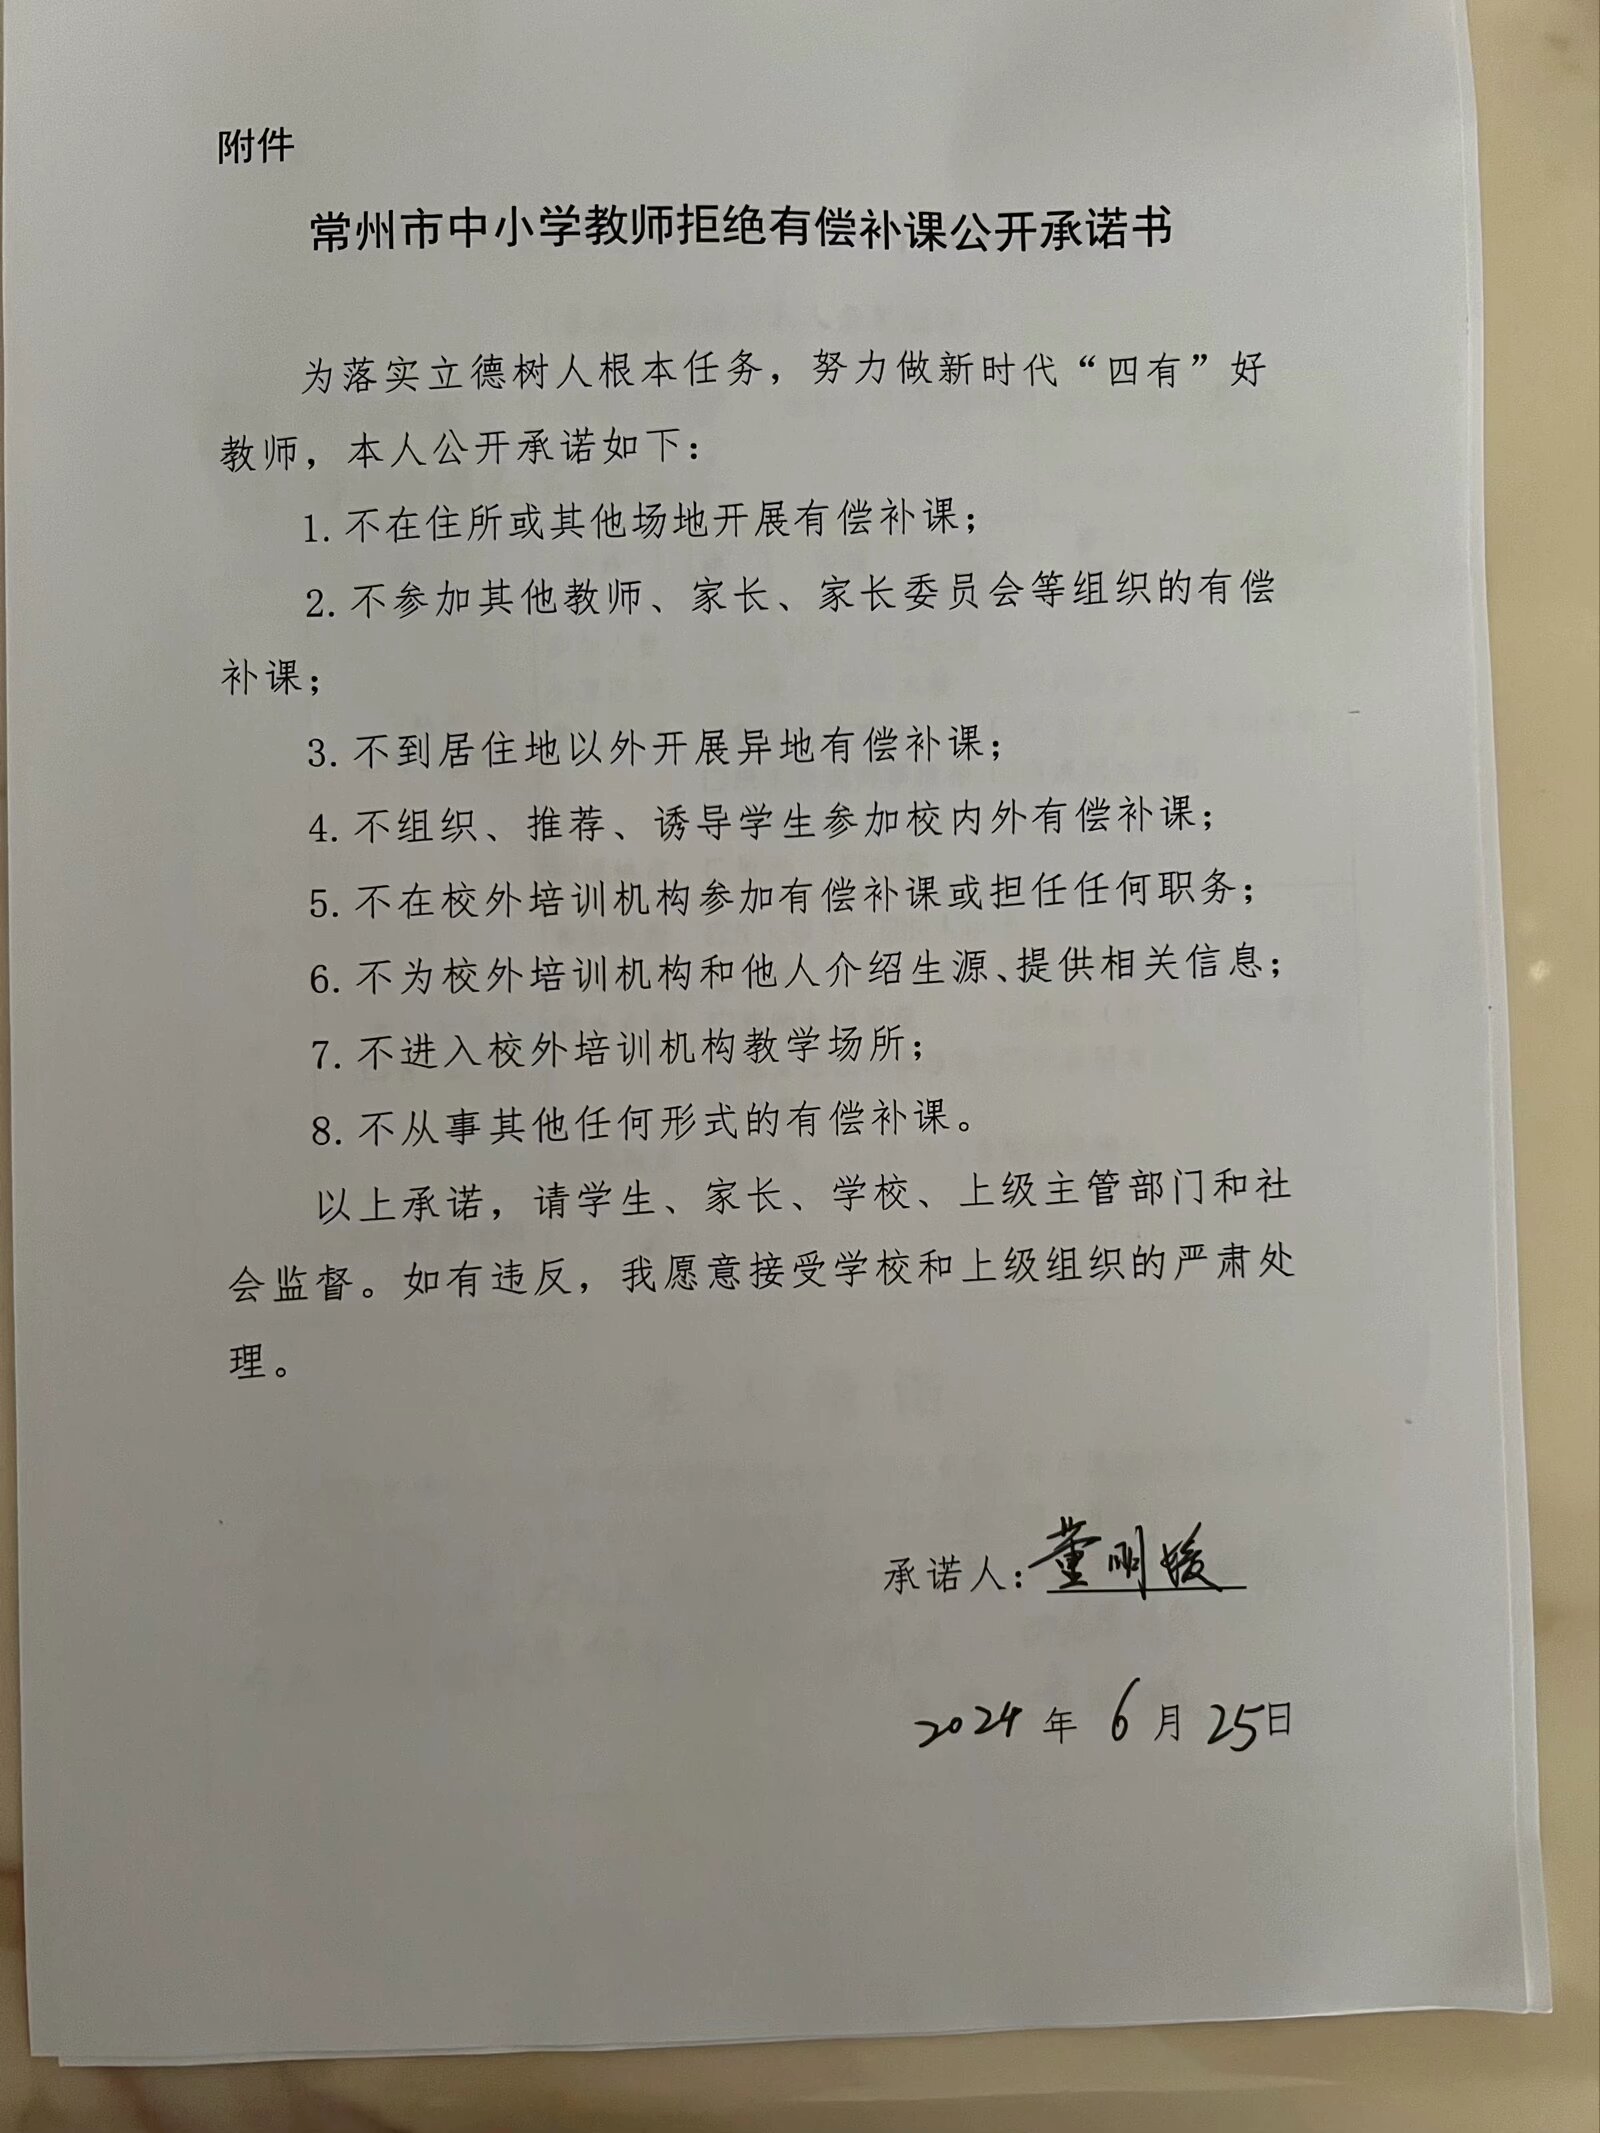 附件
常州市中小学教师拒绝有偿补课公开承诺书
为落实立德树人根本任务，努力做新时代“四有”好
教师，本人公开承诺如下：
1. 不在住所或其他场地开展有偿补课；
2. 不参加其他教师、家长、家长委员会等组织的有偿
补课；
3. 不到居住地以外开展异地有偿补课；
4. 不组织、推荐、诱导学生参加校内外有偿补课；
5. 不在校外培训机构参加有偿补课或担任任何职务；
6. 不为校外培训机构和他人介绍生源、提供相关信息；
7. 不进入校外培训机构教学场所；
8. 不从事其他任何形式的有偿补课。
以上承诺，请学生、家长、学校、上级主管部门和社
会监督。如有违反，我愿意接受学校和上级组织的严肃处
理。
承诺人：董明媛
2024 年 6 月 25日